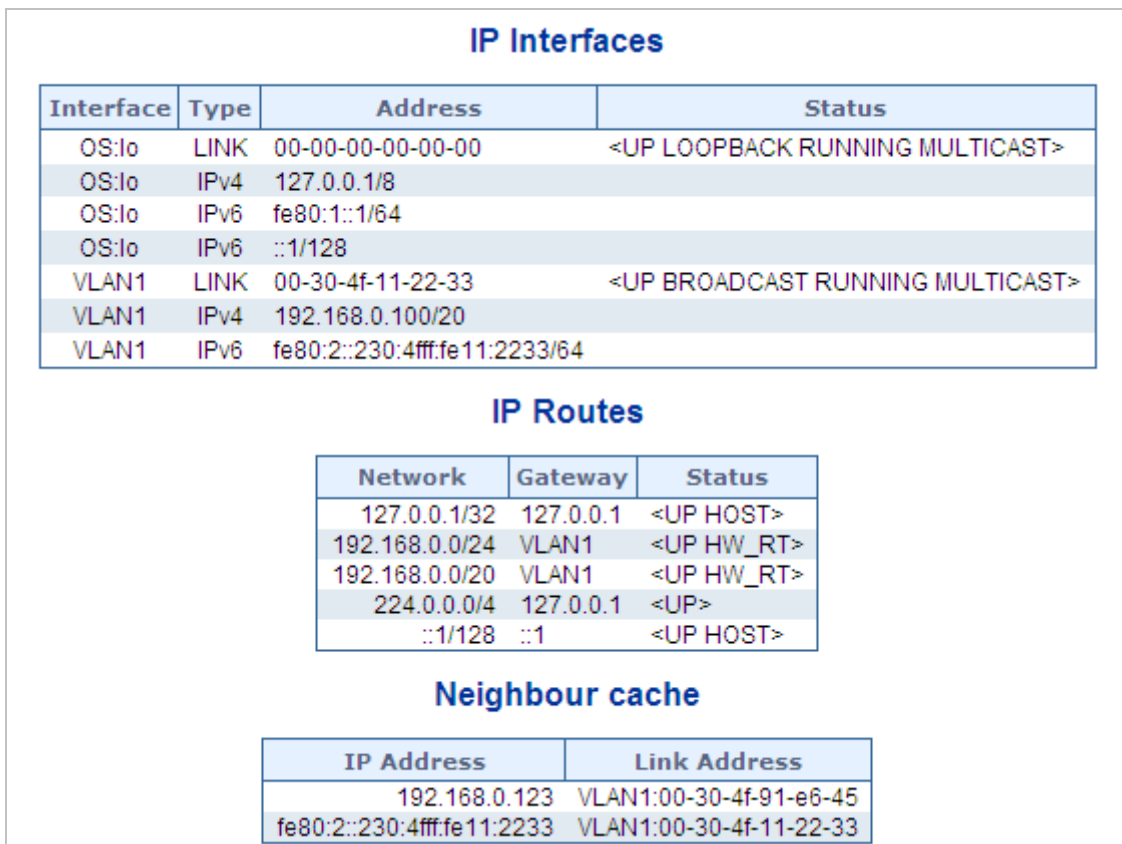 IP Interfaces
Interface Type Address Status
OS:lo LINK 00-00-00-00-00-00 <UP LOOPBACK RUNNING MULTICAST>
OS:lo IPv4 127.0.0.1/8
OS:lo IPv6 fe80:1::1/64
OS:lo IPv6 ::1/128
VLAN1 LINK 00-30-4f-11-22-33 <UP BROADCAST RUNNING MULTICAST>
VLAN1 IPv4 192.168.0.100/20
VLAN1 IPv6 fe80:2::230:4fff:fe11:2233/64
IP Routes
Network Gateway Status
127.0.0.1/32 127.0.0.1 <UP HOST>
192.168.0.0/24 VLAN1 <UP HW_RT>
192.168.0.0/20 VLAN1 <UP HW_RT>
224.0.0.0/4 127.0.0.1 <UP>
::1/128 ::1 <UP HOST>
Neighbour cache
IP Address Link Address
192.168.0.123 VLAN1:00-30-4f-91-e6-45
fe80:2::230:4fff:fe11:2233 VLAN1:00-30-4f-11-22-33